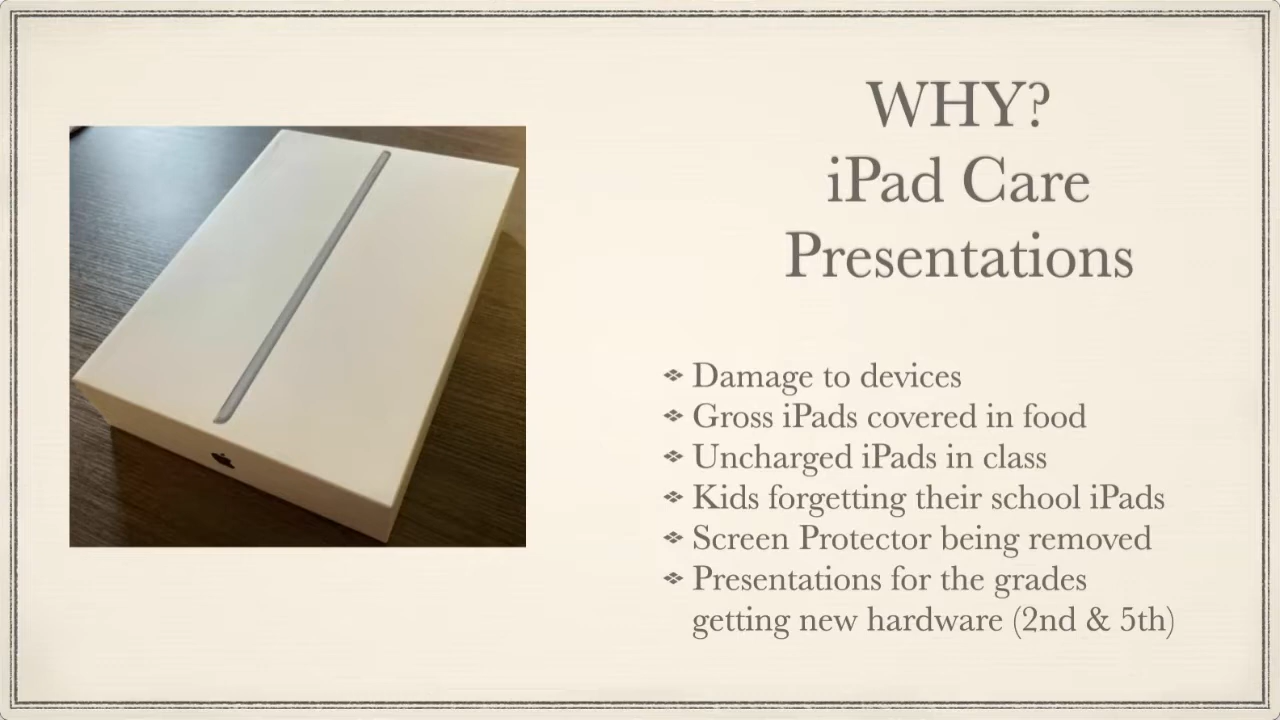 WHY?
iPad Care
Presentations
Damage to devices
Gross iPads covered in food
Uncharged iPads in class
Kids forgetting their school iPads
Screen Protector being removed
Presentations for the grades
getting new hardware (2nd & 5th)